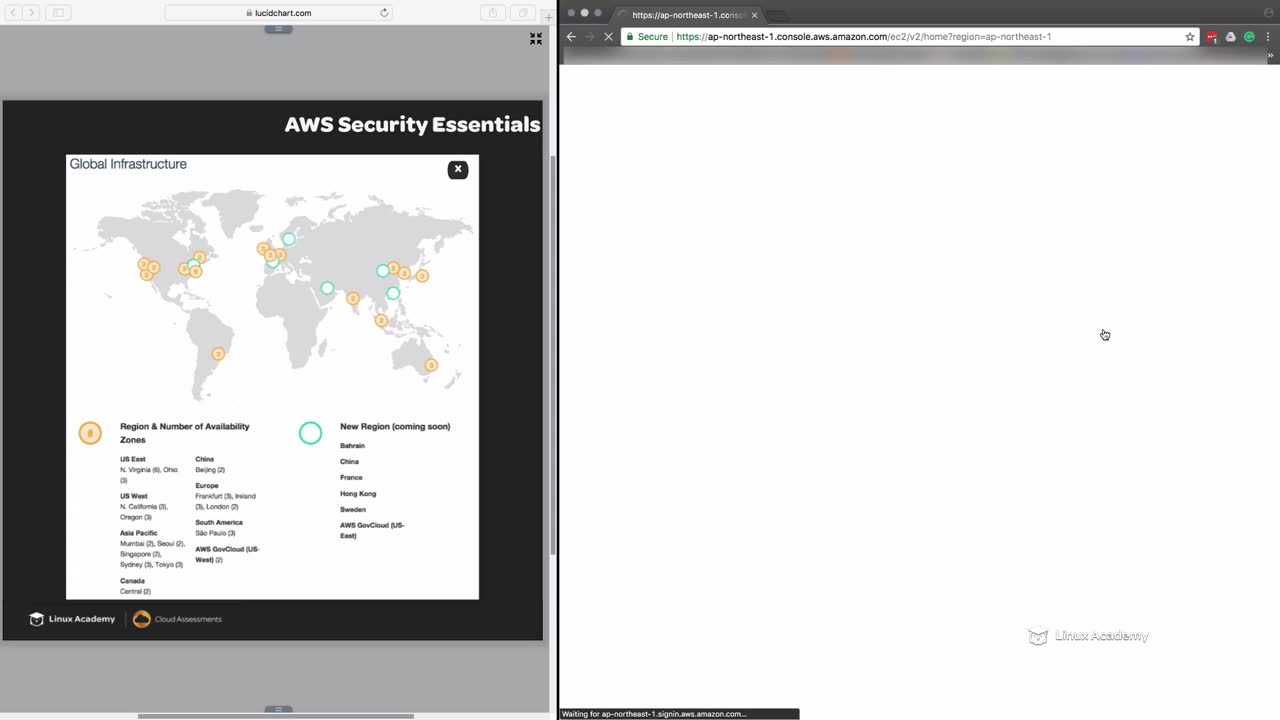 lucidchart.com
AWS Security Essentials
Global Infrastructure
x
Region & Number of Availability
Zones
#
US East
N. Virginia (6), Ohio
(3)
US West
N. California (3),
Oregon (3)
Asia Pacific
Mumbai (2), Seoul (2),
Singapore (2),
Sydney (3), Tokyo (3)
Canada
Central (2)
China
Beijing (2)
Europe
Frankfurt (3), Ireland
(3), London (2)
South America
São Paulo (3)
AWS GovCloud (US-
West) (2)
New Region (coming soon)
Bahrain
China
France
Hong Kong
Sweden
AWS GovCloud (US-
East)
Linux Academy
Cloud Assessments
https://ap-northeast-1.conso
Secure
https://ap-northeast-1.console.aws.amazon.com/ec2/v2/home?region=ap-northeast-1
Linux Academy
Waiting for ap-northeast-1.signin.aws.amazon.com...